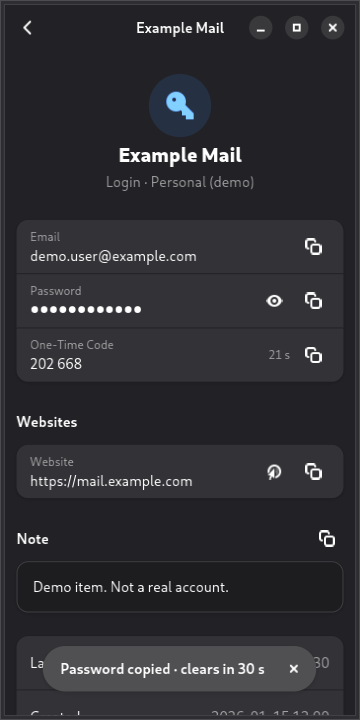 Example Mail
Example Mail
Login · Personal (demo)
Email
demo.user@example.com
Password
●●●●●●●●●●●●
One-Time Code
202 668
21 s
Websites
Website
https://mail.example.com
Note
Demo item. Not a real account.
Password copied · clears in 30 s